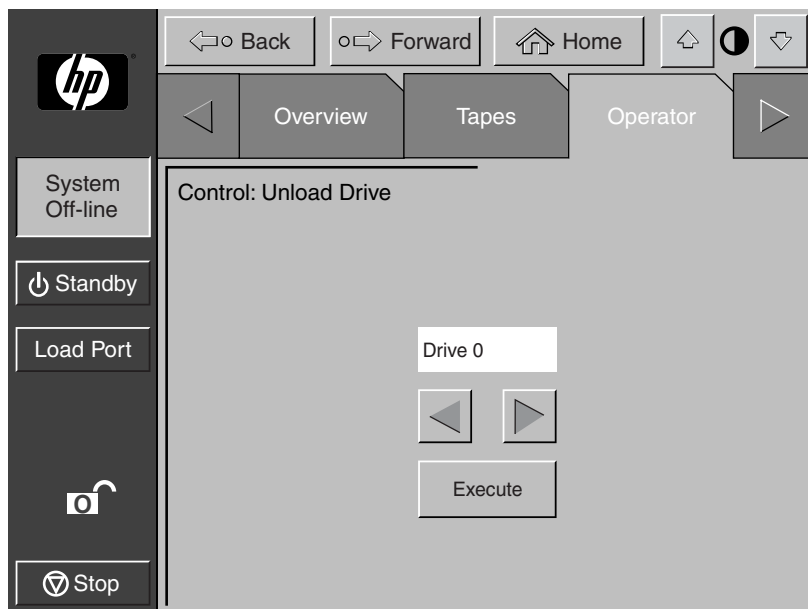 Back
Forward
Home
hp
Overview
Tapes
Operator
System
Off-line
Control: Unload Drive
Standby
Load Port
Drive 0
Execute
Stop